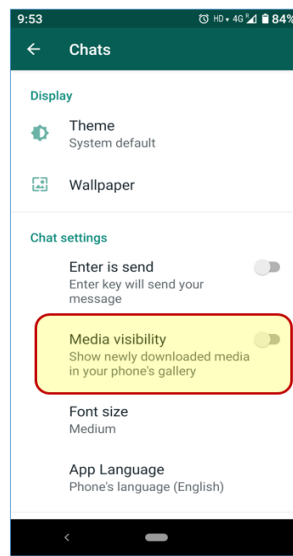 9:53 HD 4G R 84%
Chats
Display
Theme
System default
Wallpaper
Chat settings
Enter is send
Enter key will send your
message
Media visibility
Show newly downloaded media
in your phone's gallery
Font size
Medium
App Language
Phone's language (English)